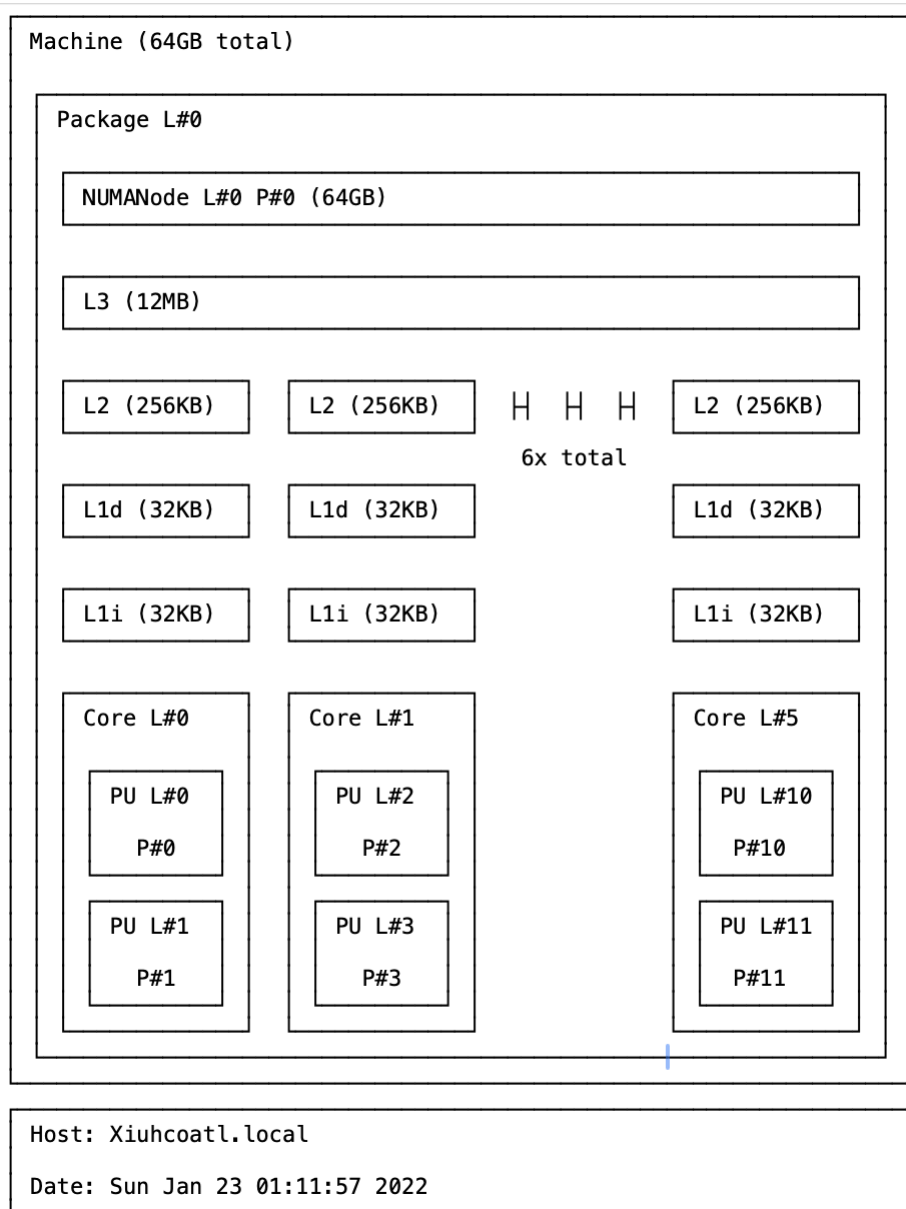 Machine (64GB total)
Package L#0
NUMANode L#0 P#0 (64GB)
L3 (12MB)
L2 (256KB) L2 (256KB) L2 (256KB)
6x total
L1d (32KB) L1d (32KB) L1d (32KB)
L1i (32KB) L1i (32KB) L1i (32KB)
Core L#0 Core L#1 Core L#5
PU L#0 PU L#2 PU L#10
P#0 P#2 P#10
PU L#1 PU L#3 PU L#11
P#1 P#3 P#11
Host: Xiuhcoatl.local
Date: Sun Jan 23 01:11:57 2022